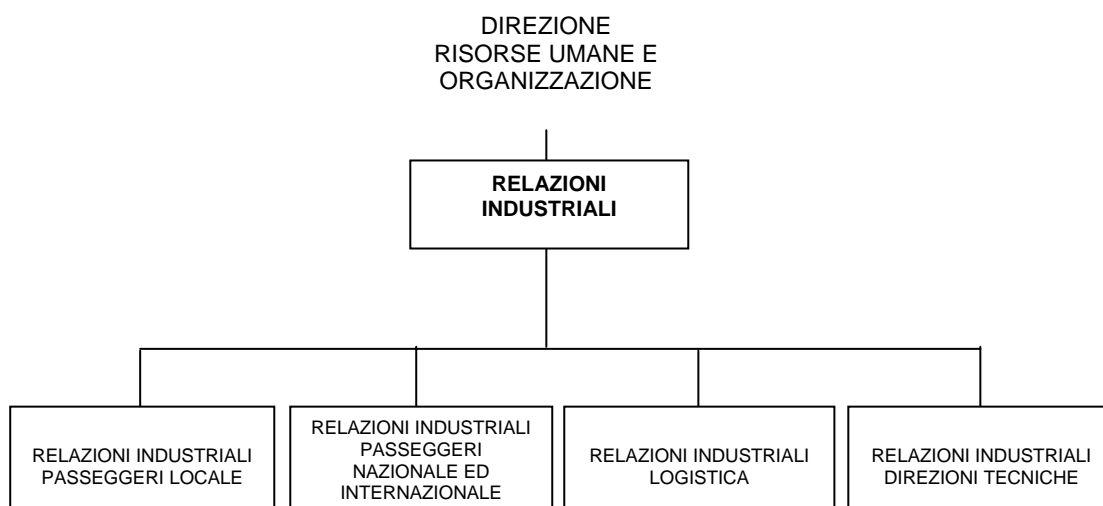 DIREZIONE
RISORSE UMANE E
ORGANIZZAZIONE
RELAZIONI
INDUSTRIALI
RELAZIONI INDUSTRIALI
PASSEGGERI LOCALE
RELAZIONI INDUSTRIALI
PASSEGGERI
NAZIONALE ED
INTERNAZIONALE
RELAZIONI INDUSTRIALI
LOGISTICA
RELAZIONI INDUSTRIALI
DIREZIONI TECNICHE